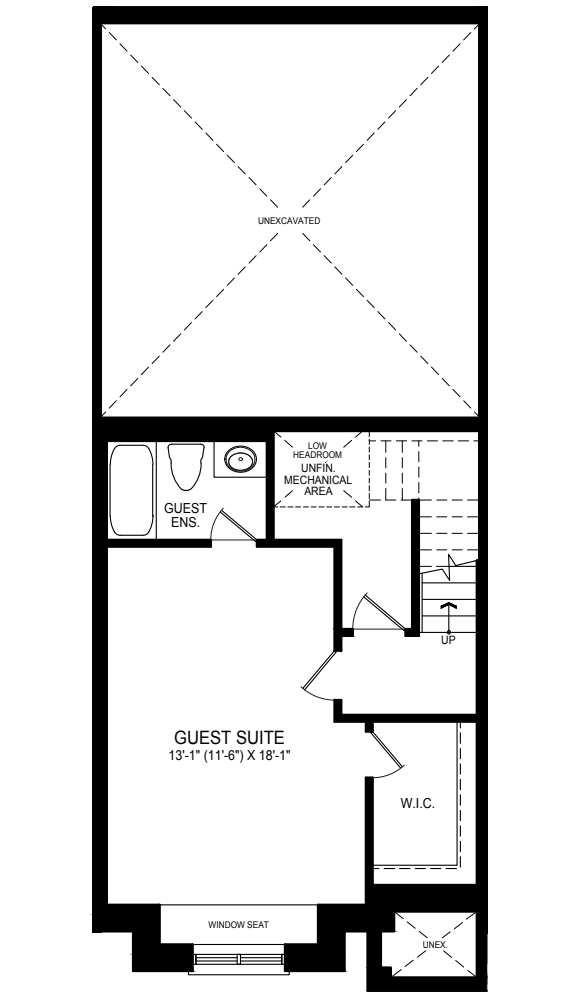 UNEXCAVATED
LOW
HEADROOM
UNFIN.
MECHANICAL
AREA
GUEST
ENS.
UP
GUEST SUITE
13'-1" (11'-6") X 18'-1"
W.I.C.
WINDOW SEAT
UNEX.